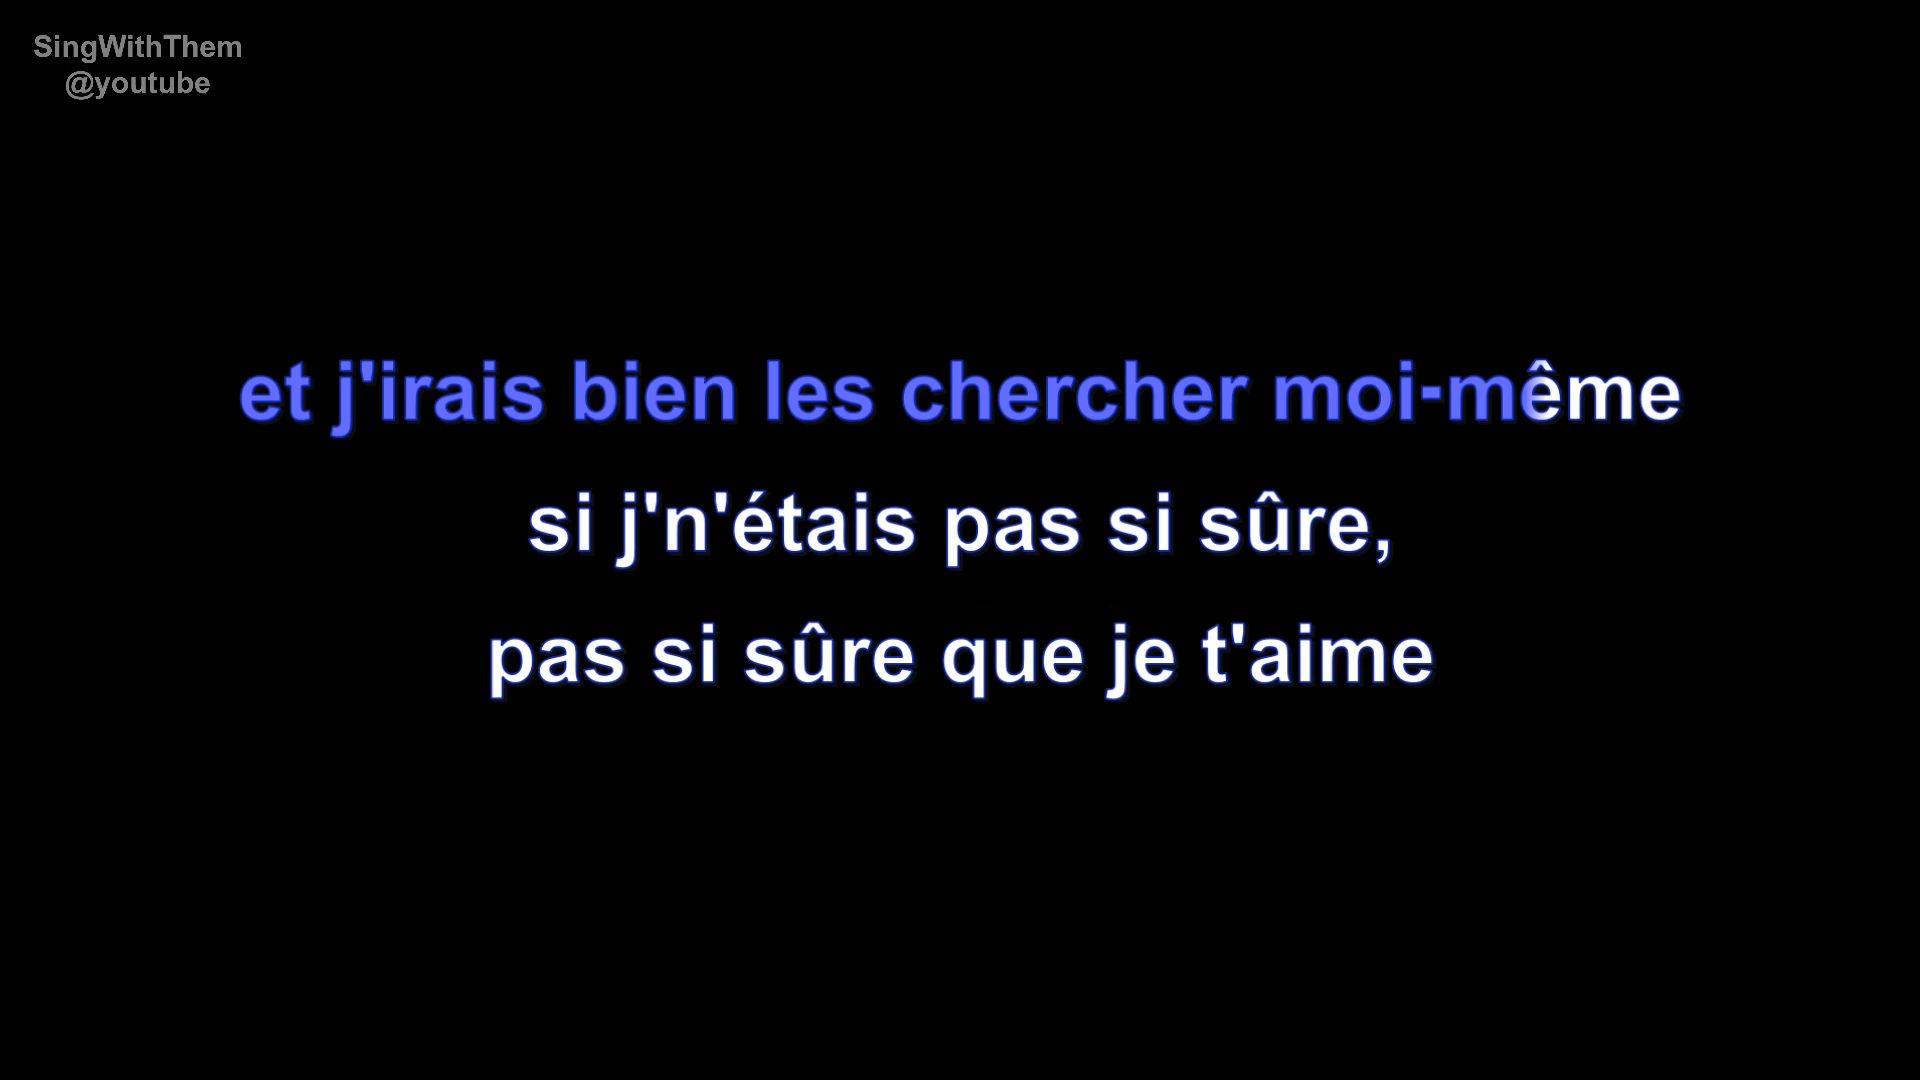 SingWithThem
@youtube
et j'irais bien les chercher moi-même
si j'n'étais pas si sûre,
pas si sûre que je t'aime